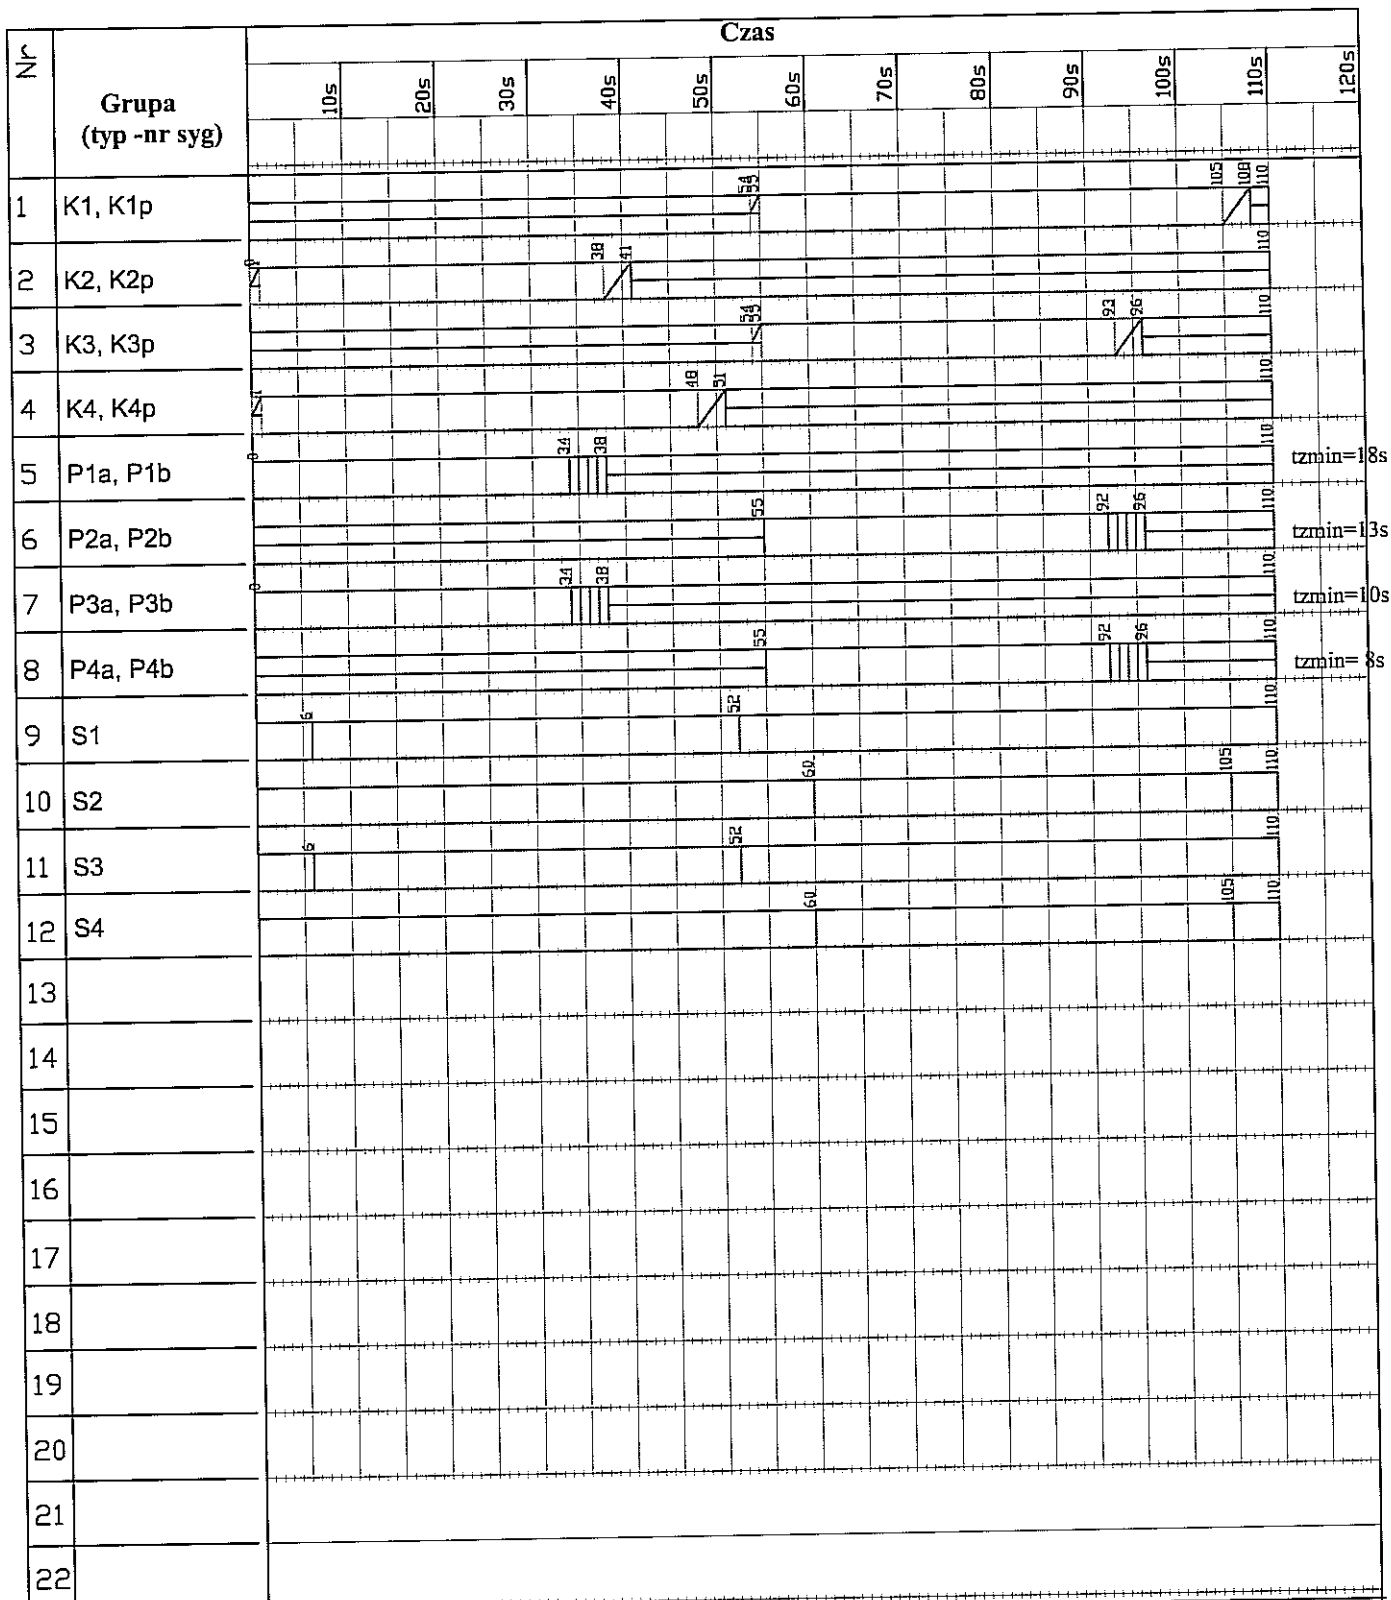 Czas
Nr
Grupa
(typ -nr syg)
10s 20s 30s 40s 50s 60s 70s 80s 90s 100s 110s 120s
1 K1, K1p 54 55 105 108 110
2 K2, K2p 0 1 38 41 110
3 K3, K3p 54 55 93 96 110
4 K4, K4p 1 48 51 110
5 P1a, P1b 0 34 38 110 tzmin=18s
6 P2a, P2b 55 92 96 110 tzmin=13s
7 P3a, P3b 0 34 38 110 tzmin=10s
8 P4a, P4b 55 92 96 110 tzmin= 8s
9 S1 6 52 110
10 S2 60 105 110
11 S3 6 52 110
12 S4 60 105 110
13
14
15
16
17
18
19
20
21
22